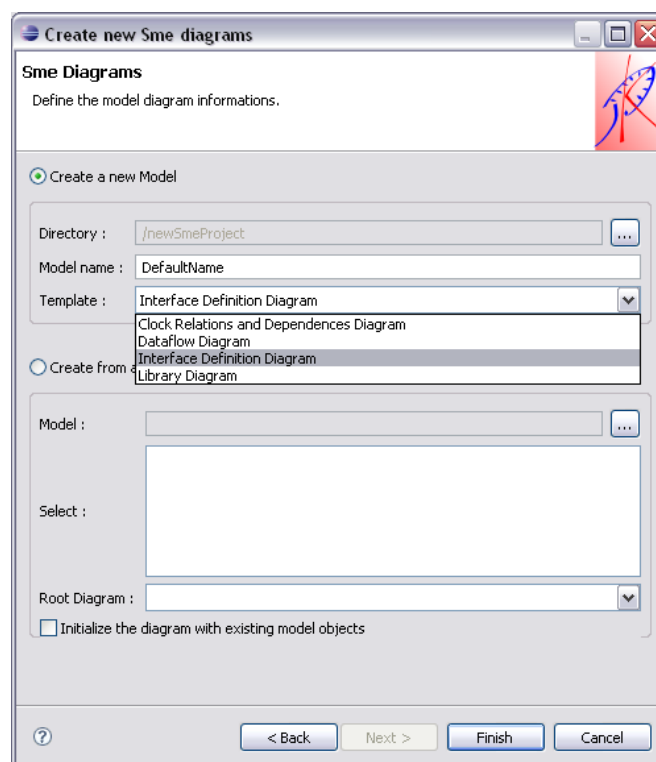 Create new Sme diagrams
Sme Diagrams
Define the model diagram informations.
Create a new Model
Directory : /newSmeProject ...
Model name : DefaultName
Template : Interface Definition Diagram
Clock Relations and Dependences Diagram
Dataflow Diagram
Interface Definition Diagram
Library Diagram
Create from
Model : ...
Select :
Root Diagram :
Initialize the diagram with existing model objects
? < Back Next > Finish Cancel